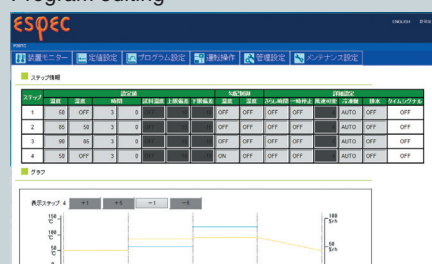 Program editing
ESPEC
ENGLISH
装置モニター 定値設定 プログラム設定 運転操作 管理設定 メンテナンス設定
ステップ情報
ステップ 設定値 勾配制御 詳細設定
温度 湿度 時間 試料温度 上限偏差 下限偏差 温度 湿度 さらし時間 一時停止 風速可変 冷凍機 排水 タイムシグナル
1 50 OFF 3 0 OFF OFF OFF OFF AUTO OFF OFF
2 85 50 3 0 OFF OFF OFF OFF AUTO OFF OFF
3 90 85 3 0 OFF OFF OFF OFF AUTO OFF OFF
4 50 OFF 3 0 ON OFF OFF OFF AUTO OFF OFF
グラフ
表示ステップ: 4 +1 −1
150 ℃ 100 %rh
100 ℃
50 ℃ 50 %rh
0